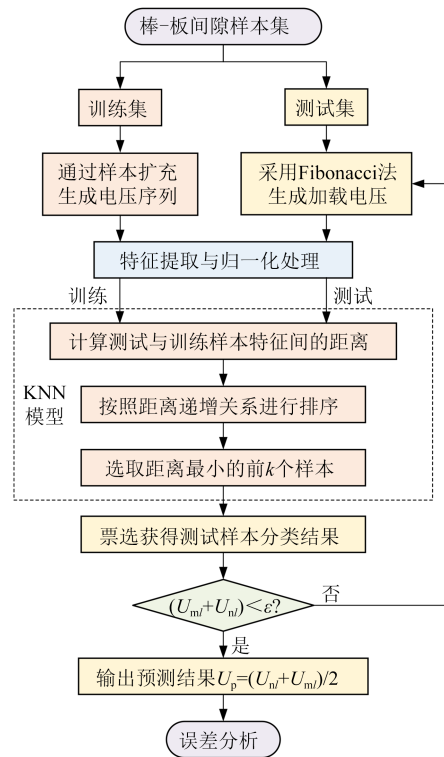 棒-板间隙样本集
训练集
测试集
通过样本扩充
生成电压序列
采用Fibonacci法
生成加载电压
特征提取与归一化处理
训练
测试
计算测试与训练样本特征间的距离
KNN
模型
按照距离递增关系进行排序
选取距离最小的前k个样本
票选获得测试样本分类结果
(Uml+Unl)<ε?
否
是
输出预测结果Up=(Unl+Uml)/2
误差分析